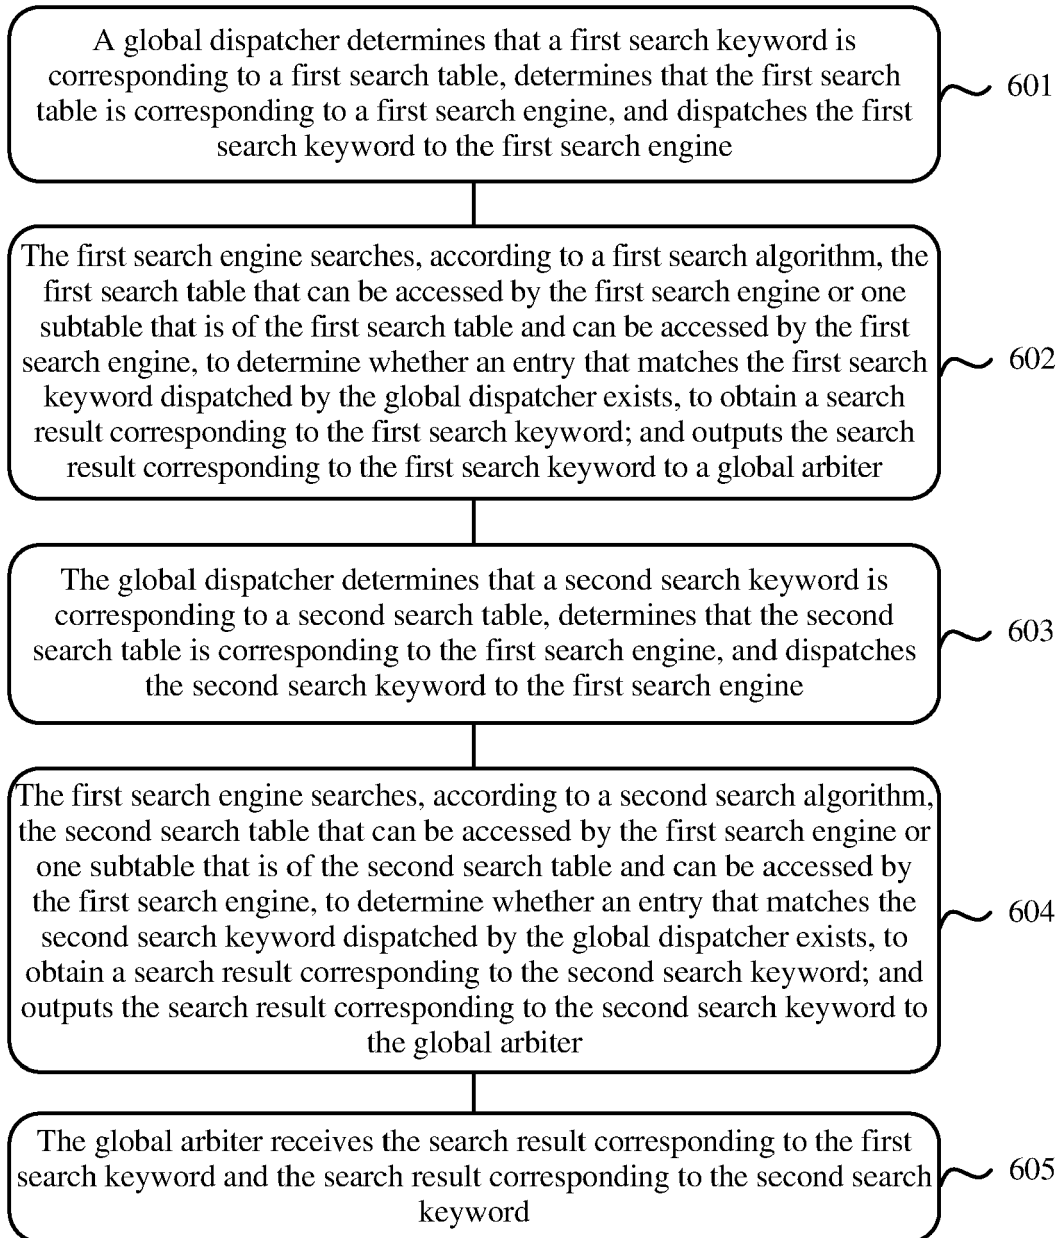 A global dispatcher determines that a first search keyword is
corresponding to a first search table, determines that the first search
table is corresponding to a first search engine, and dispatches the first
search keyword to the first search engine
601
The first search engine searches, according to a first search algorithm, the
first search table that can be accessed by the first search engine or one
subtable that is of the first search table and can be accessed by the first
search engine, to determine whether an entry that matches the first search
keyword dispatched by the global dispatcher exists, to obtain a search
result corresponding to the first search keyword; and outputs the search
result corresponding to the first search keyword to a global arbiter
602
The global dispatcher determines that a second search keyword is
corresponding to a second search table, determines that the second
search table is corresponding to the first search engine, and dispatches
the second search keyword to the first search engine
603
The first search engine searches, according to a second search algorithm,
the second search table that can be accessed by the first search engine or
one subtable that is of the second search table and can be accessed by
the first search engine, to determine whether an entry that matches the
second search keyword dispatched by the global dispatcher exists, to
obtain a search result corresponding to the second search keyword; and
outputs the search result corresponding to the second search keyword to
the global arbiter
604
The global arbiter receives the search result corresponding to the first
search keyword and the search result corresponding to the second search
keyword
605